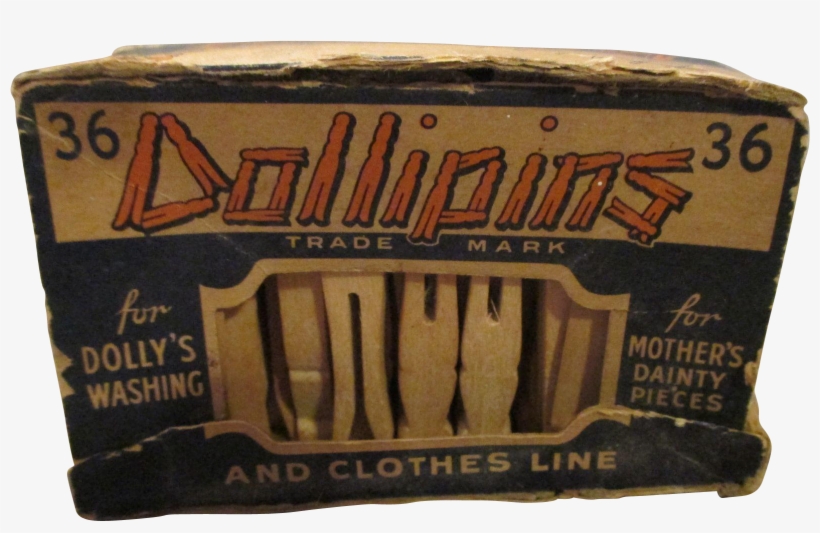 36 Dollipins 36
TRADE MARK
for
DOLLY'S
WASHING
for
MOTHER'S
DAINTY
PIECES
AND CLOTHES LINE